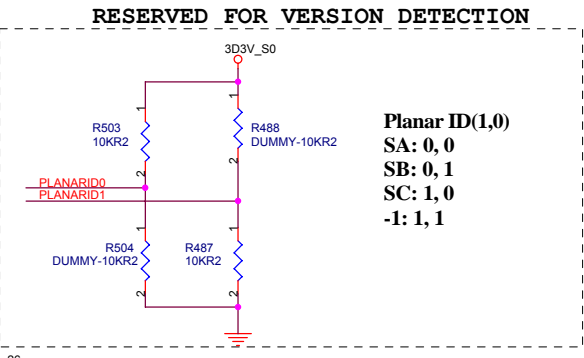 RESERVED FOR VERSION DETECTION
3D3V_S0
1
1
R503
10KR2
R488
DUMMY-10KR2
2
2
PLANARID0
PLANARID1
1
1
R504
DUMMY-10KR2
R487
10KR2
2
2
Planar ID(1,0)
SA: 0, 0
SB: 0, 1
SC: 1, 0
-1: 1, 1